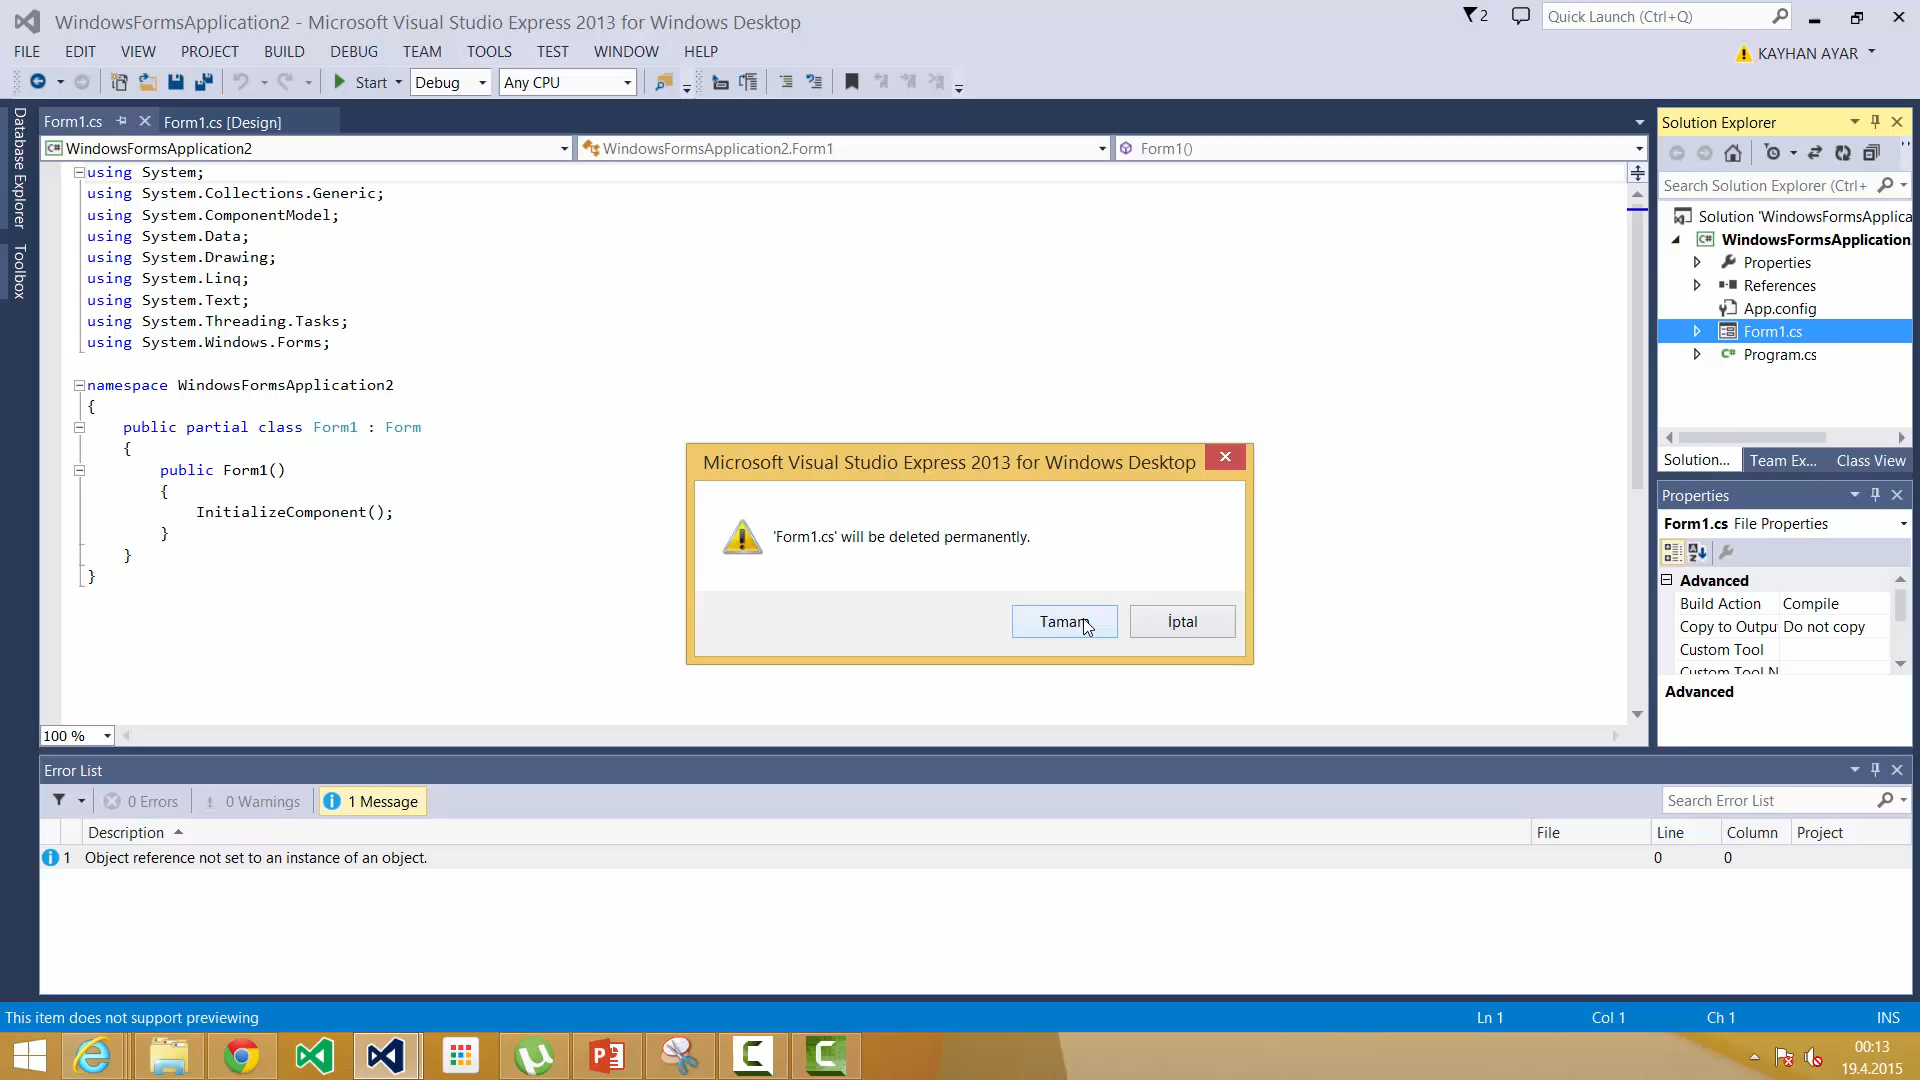 WindowsFormsApplication2 - Microsoft Visual Studio Express 2013 for Windows Desktop
2
Quick Launch (Ctrl+Q)
FILE EDIT VIEW PROJECT BUILD DEBUG TEAM TOOLS TEST WINDOW HELP
KAYHAN AYAR
Start Debug Any CPU
Database Explorer
Toolbox
Form1.cs Form1.cs [Design]
WindowsFormsApplication2 WindowsFormsApplication2.Form1 Form1()
using System;
using System.Collections.Generic;
using System.ComponentModel;
using System.Data;
using System.Drawing;
using System.Linq;
using System.Text;
using System.Threading.Tasks;
using System.Windows.Forms;
namespace WindowsFormsApplication2
{
public partial class Form1 : Form
{
public Form1()
{
InitializeComponent();
}
}
}
100 %
Microsoft Visual Studio Express 2013 for Windows Desktop
'Form1.cs' will be deleted permanently.
Tamam İptal
Solution Explorer
Search Solution Explorer (Ctrl+
Solution 'WindowsFormsApplica
WindowsFormsApplication
Properties
References
App.config
Form1.cs
Program.cs
Solution... Team Ex... Class View
Properties
Form1.cs File Properties
Advanced
Build Action Compile
Copy to Outpu Do not copy
Custom Tool
Custom Tool N
Advanced
Error List
0 Errors 0 Warnings 1 Message
Search Error List
Description File Line Column Project
1 Object reference not set to an instance of an object. 0 0
This item does not support previewing Ln 1 Col 1 Ch 1 INS
00:13
19.4.2015